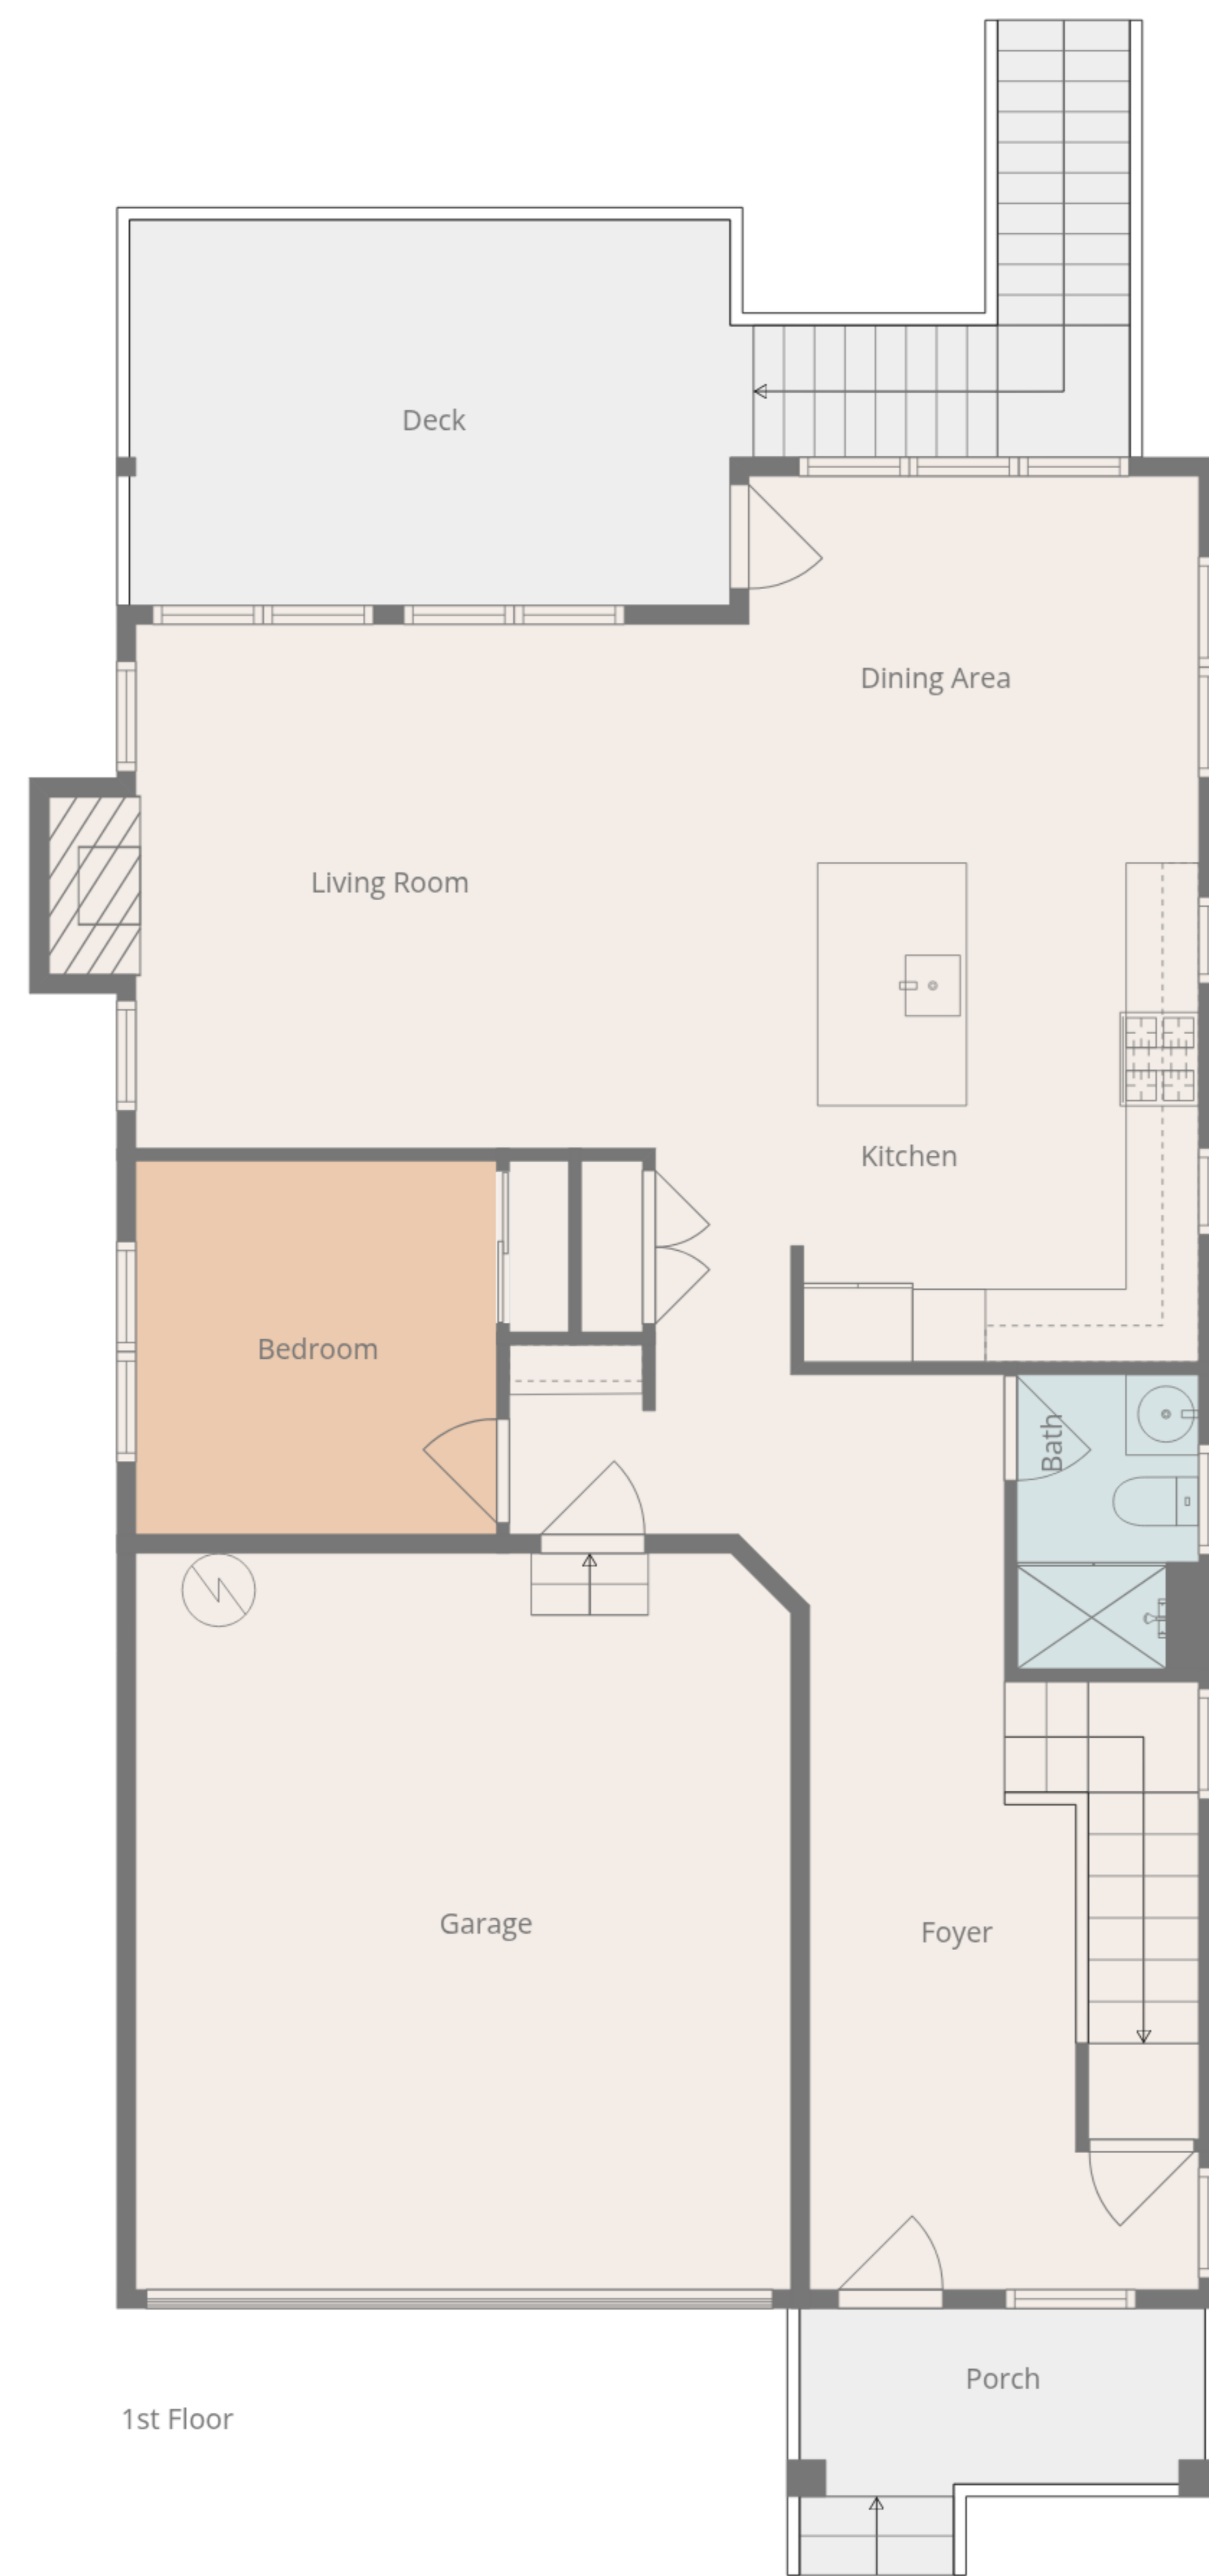 Deck
Dining Area
Living Room
Kitchen
Bedroom
Bath
Garage
Foyer
Porch
1st Floor